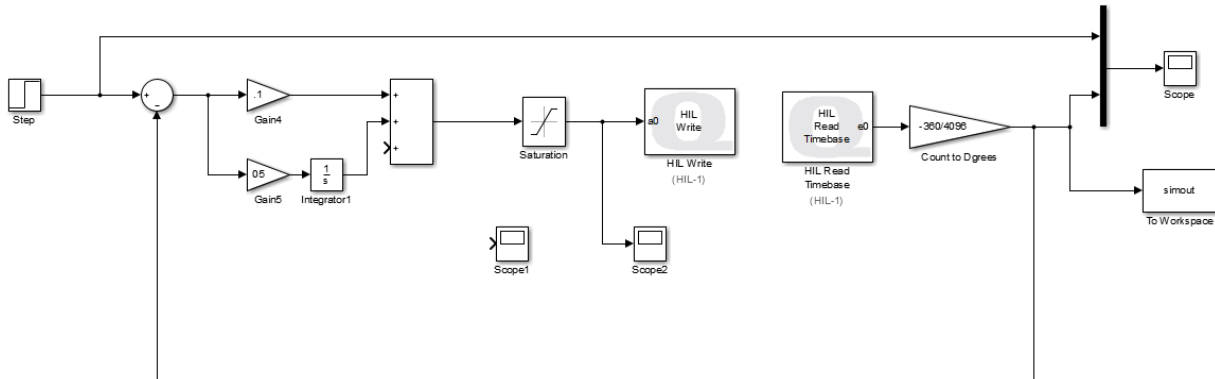 Step
+
-
.1
Gain4
05
Gain5
1
s
Integrator1
+
+
+
Saturation
Scope1
Scope2
a0
HIL
Write
HIL Write
(HIL-1)
HIL
Read
Timebase
e0
HIL Read
Timebase
(HIL-1)
-360/4096
Count to Dgrees
Scope
simout
To Workspace